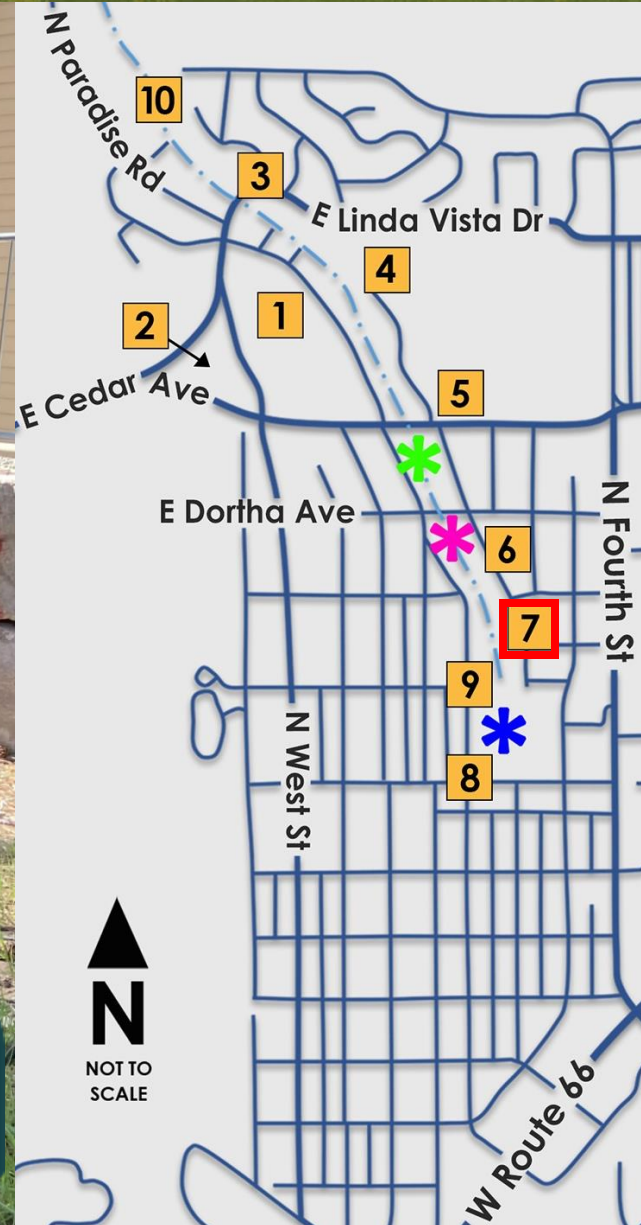 N Paradise Rd
10
3
E Linda Vista Dr
4
1
2
E Cedar Ave
5
E Dortha Ave
N Fourth St
6
7
9
N West St
8
N
NOT TO
SCALE
W Route 66